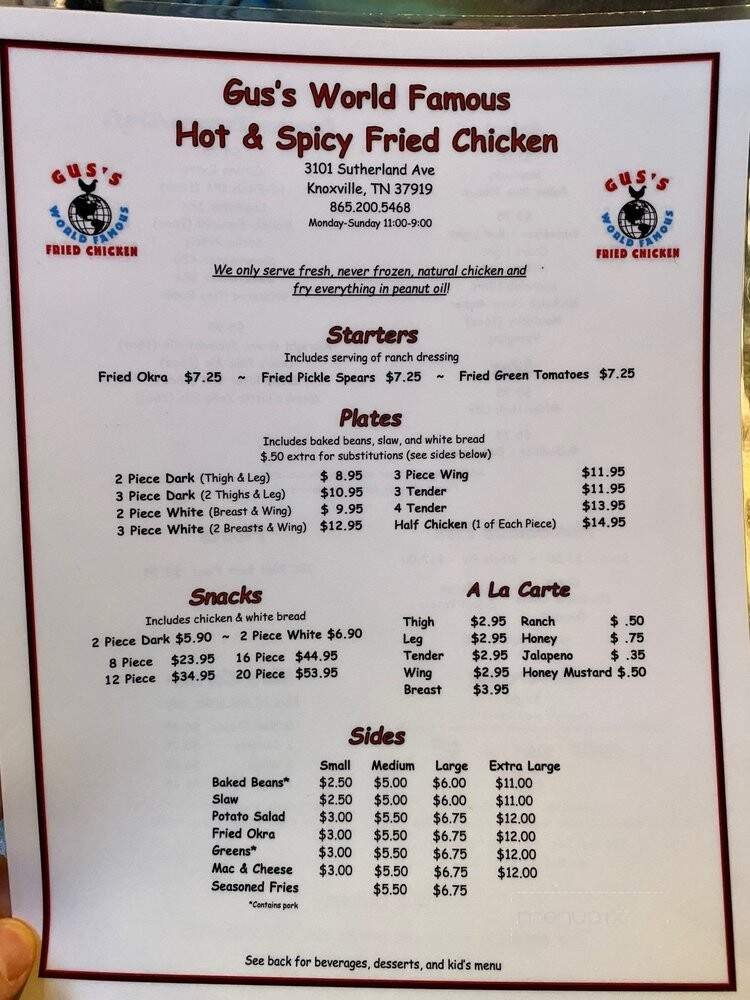 Gus's World Famous
Hot & Spicy Fried Chicken
3101 Sutherland Ave
Knoxville, TN 37919
865.200.5468
Monday-Sunday 11:00-9:00
GUS'S
WORLD FAMOUS
FRIED CHICKEN
GUS'S
WORLD FAMOUS
FRIED CHICKEN
We only serve fresh, never frozen, natural chicken and
fry everything in peanut oil!
Starters
Includes serving of ranch dressing
Fried Okra $7.25 ~ Fried Pickle Spears $7.25 ~ Fried Green Tomatoes $7.25
Plates
Includes baked beans, slaw, and white bread
$.50 extra for substitutions (see sides below)
2 Piece Dark (Thigh & Leg) $ 8.95
3 Piece Dark (2 Thighs & Leg) $10.95
2 Piece White (Breast & Wing) $ 9.95
3 Piece White (2 Breasts & Wing) $12.95
3 Piece Wing $11.95
3 Tender $11.95
4 Tender $13.95
Half Chicken (1 of Each Piece) $14.95
Snacks
Includes chicken & white bread
2 Piece Dark $5.90 ~ 2 Piece White $6.90
8 Piece $23.95 16 Piece $44.95
12 Piece $34.95 20 Piece $53.95
A La Carte
Thigh $2.95 Ranch $ .50
Leg $2.95 Honey $ .75
Tender $2.95 Jalapeno $ .35
Wing $2.95 Honey Mustard $.50
Breast $3.95
Sides
Small Medium Large Extra Large
Baked Beans* $2.50 $5.00 $6.00 $11.00
Slaw $2.50 $5.00 $6.00 $11.00
Potato Salad $3.00 $5.50 $6.75 $12.00
Fried Okra $3.00 $5.50 $6.75 $12.00
Greens* $3.00 $5.50 $6.75 $12.00
Mac & Cheese $3.00 $5.50 $6.75 $12.00
Seasoned Fries $5.50 $6.75
*Contains pork
See back for beverages, desserts, and kid's menu